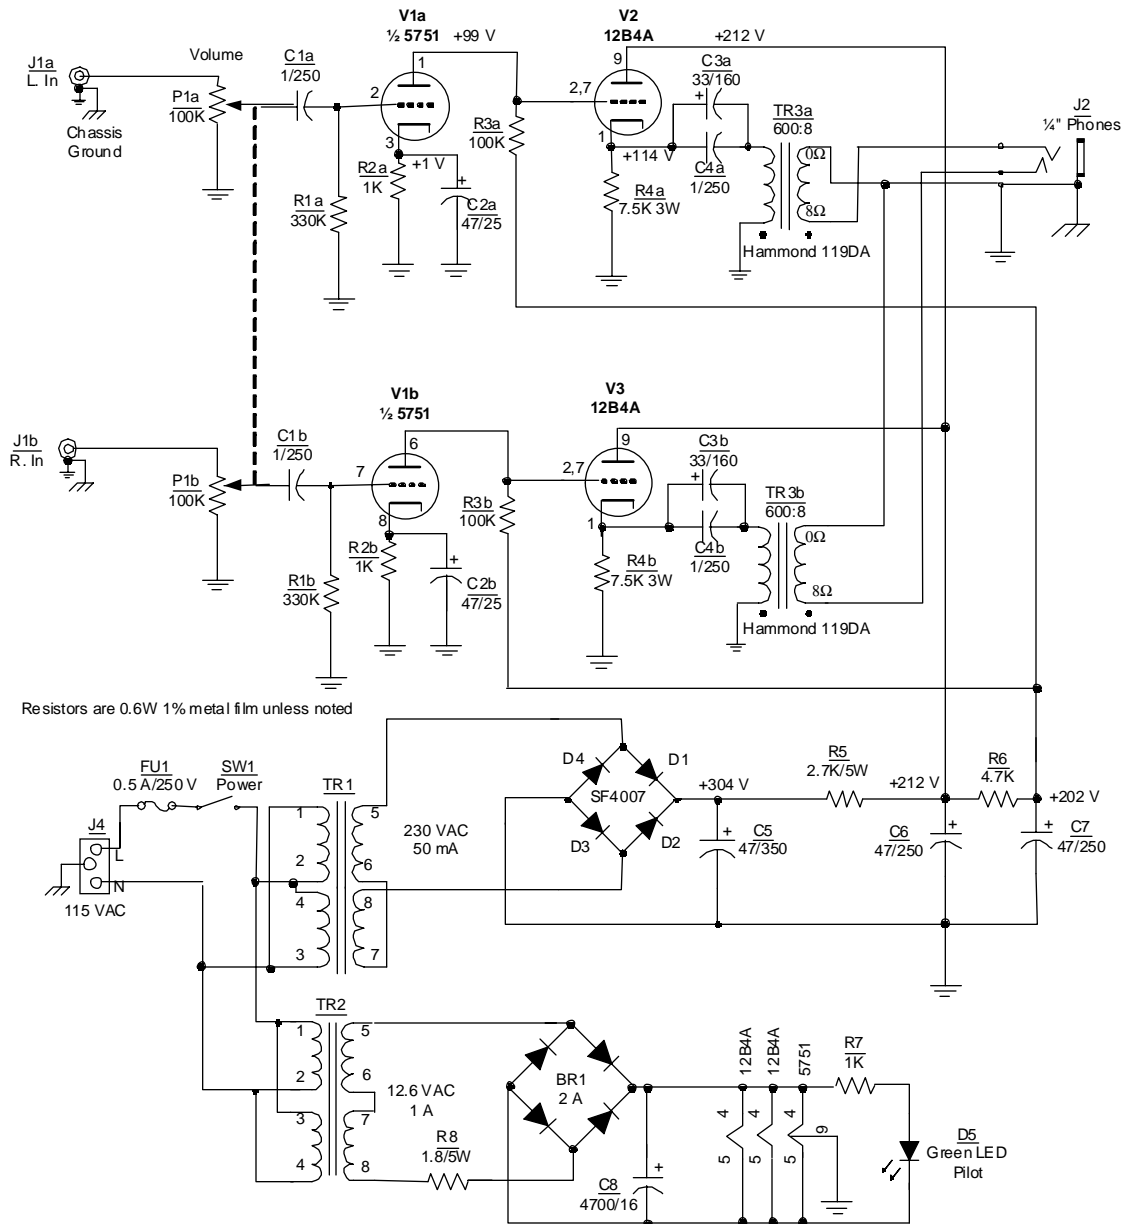 V1a
½ 5751
V2
12B4A
+99 V
+212 V
J1a
L. In
Volume
C1a
1/250
1
2
3
9
2,7
1
C3a
33/160
P1a
100K
Chassis
Ground
R3a
100K
TR3a
600:8
J2
¼" Phones
+1 V
+114 V
R2a
1K
C4a
1/250
0Ω
R1a
330K
C2a
47/25
R4a
7.5K 3W
8Ω
Hammond 119DA
V1b
½ 5751
V3
12B4A
J1b
R. In
C1b
1/250
6
7
8
9
2,7
1
C3b
33/160
P1b
100K
R3b
100K
TR3b
600:8
R2b
1K
C4b
1/250
0Ω
R1b
330K
C2b
47/25
R4b
7.5K 3W
8Ω
Hammond 119DA
Resistors are 0.6W 1% metal film unless noted
FU1
0.5 A/250 V
SW1
Power
TR1
1
2
4
3
5
6
8
7
230 VAC
50 mA
D4
D1
SF4007
D3
D2
+304 V
R5
2.7K/5W
+212 V
R6
4.7K
+202 V
C5
47/350
C6
47/250
C7
47/250
J4
L
N
115 VAC
TR2
1
2
3
4
5
6
7
8
12.6 VAC
1 A
R8
1.8/5W
BR1
2 A
C8
4700/16
12B4A
12B4A
5751
4
4
4
9
5
5
5
R7
1K
D5
Green LED
Pilot